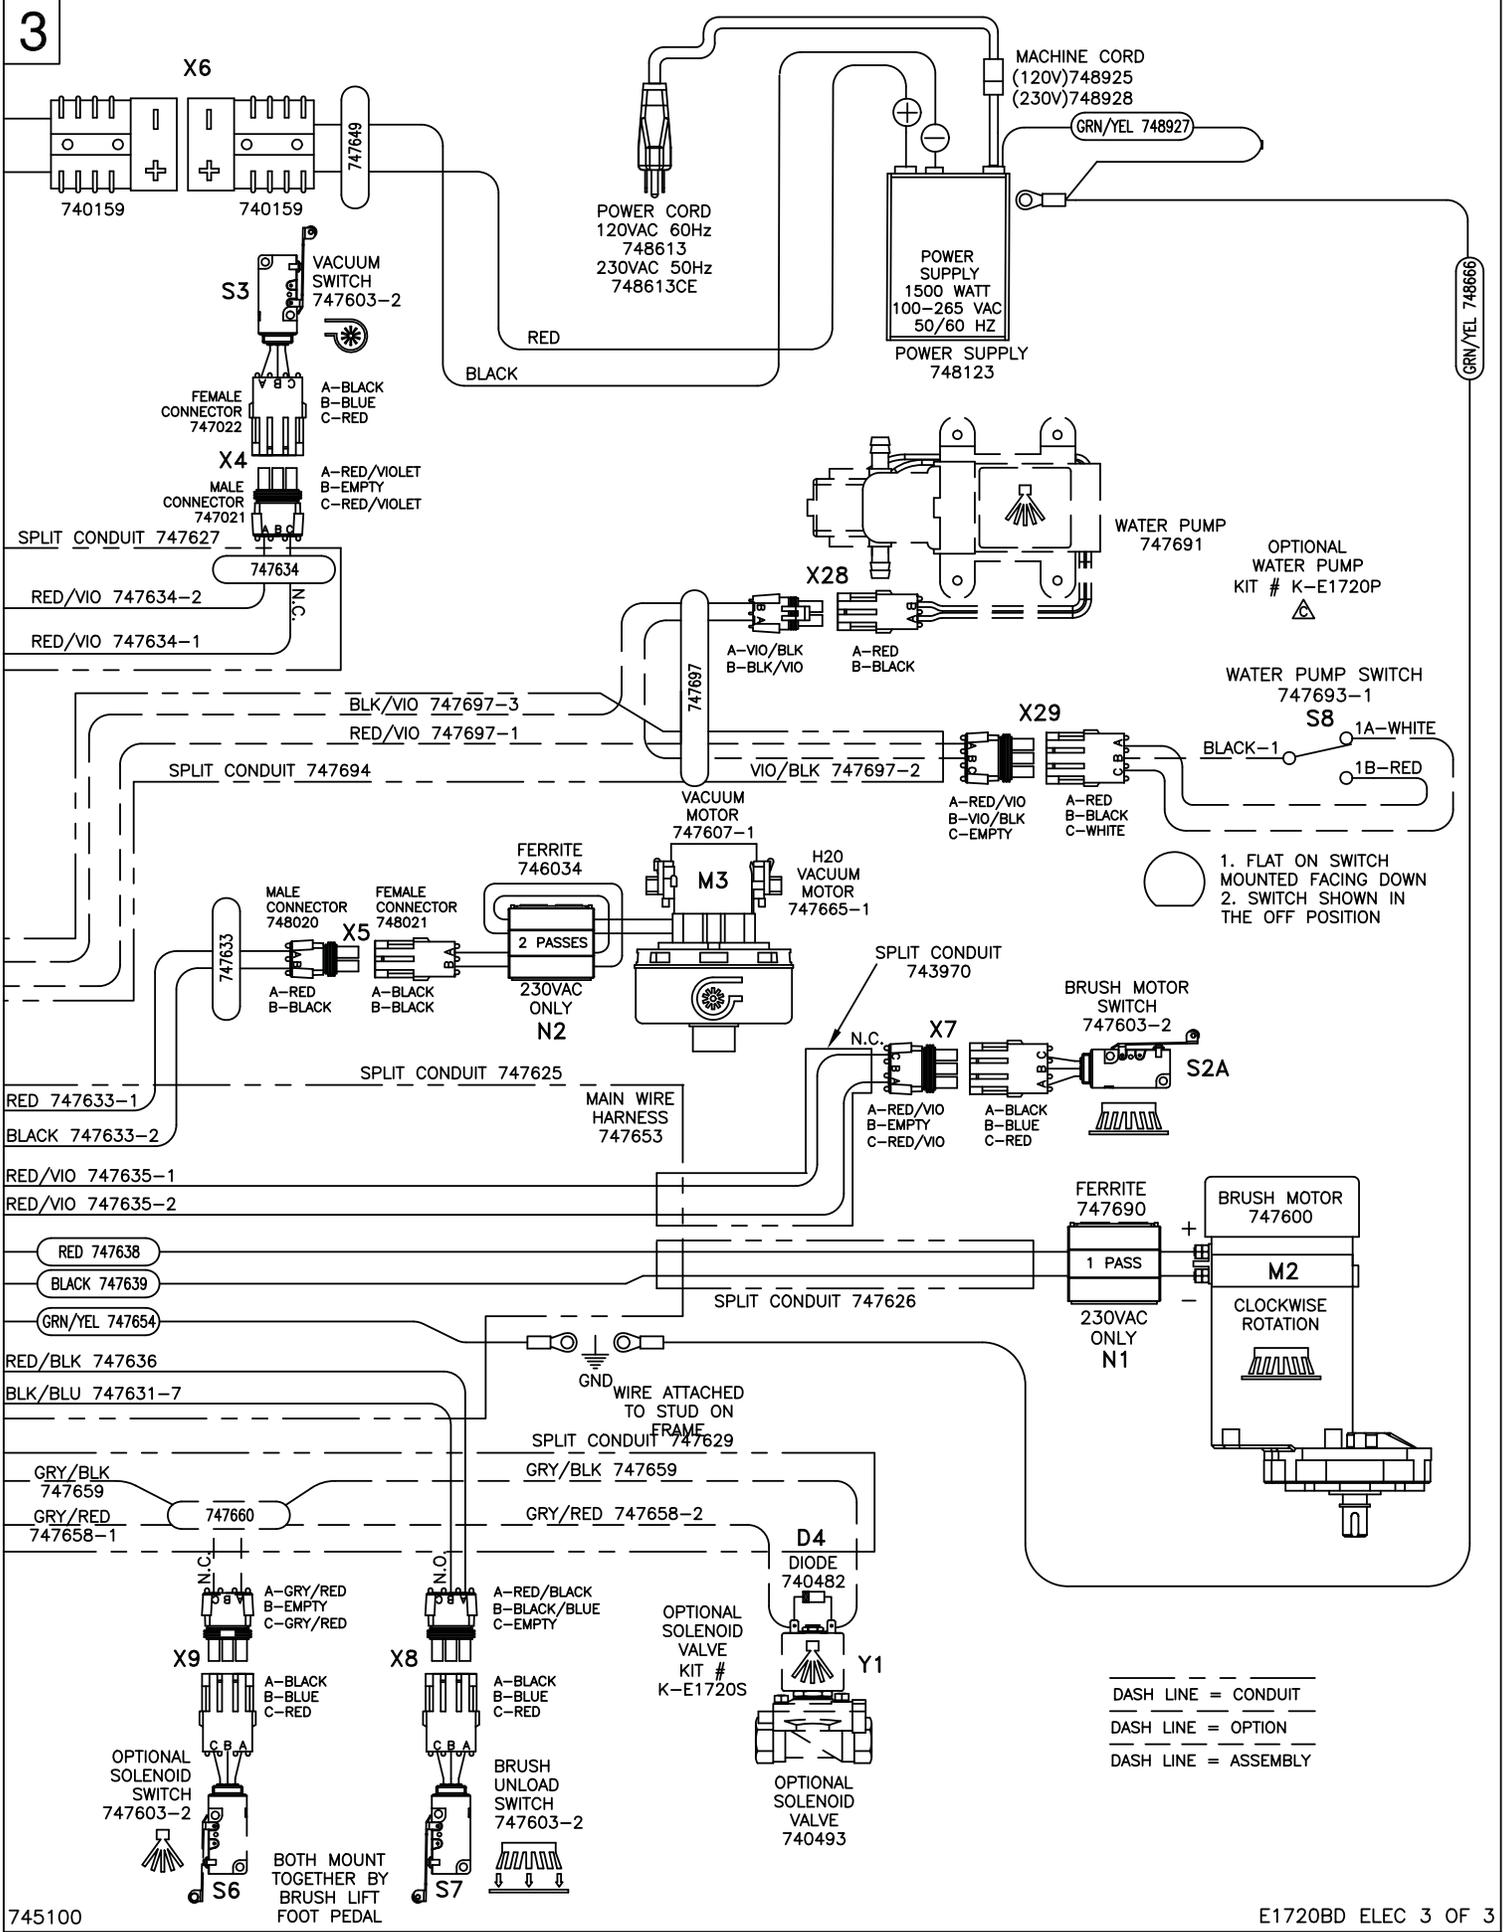 3
X6
−
−
+
+
740159
740159
747649
POWER CORD
120VAC 60Hz
748613
230VAC 50Hz
748613CE
MACHINE CORD
(120V)748925
(230V)748928
GRN/YEL 748927
+
−
POWER
SUPPLY
1500 WATT
100−265 VAC
50/60 HZ
POWER SUPPLY
748123
GRN/YEL 748666
RED
BLACK
S3
VACUUM
SWITCH
747603−2
A B C
FEMALE
CONNECTOR
747022
A−BLACK
B−BLUE
C−RED
X4
MALE
CONNECTOR
747021
A−RED/VIOLET
B−EMPTY
C−RED/VIOLET
A B C
SPLIT CONDUIT 747627
747634
N.C.
RED/VIO 747634−2
RED/VIO 747634−1
WATER PUMP
747691
OPTIONAL
WATER PUMP
KIT # K−E1720P
C
X28
B
A
B
A
A−VIO/BLK
B−BLK/VIO
A−RED
B−BLACK
747697
BLK/VIO 747697−3
RED/VIO 747697−1
SPLIT CONDUIT 747694
VIO/BLK 747697−2
X29
A
B
C
A
B
C
A−RED/VIO
B−VIO/BLK
C−EMPTY
A−RED
B−BLACK
C−WHITE
WATER PUMP SWITCH
747693−1
S8
1A−WHITE
BLACK−1
1B−RED
1. FLAT ON SWITCH
MOUNTED FACING DOWN
2. SWITCH SHOWN IN
THE OFF POSITION
VACUUM
MOTOR
747607−1
M3
H20
VACUUM
MOTOR
747665−1
FERRITE
746034
2 PASSES
230VAC
ONLY
N2
MALE
CONNECTOR
748020
FEMALE
CONNECTOR
748021
X5
747633
A
B
A
B
A−RED
B−BLACK
A−BLACK
B−BLACK
SPLIT CONDUIT
743970
BRUSH MOTOR
SWITCH
747603−2
S2A
N.C.
X7
C
B
A
C
B
A
A−RED/VIO
B−EMPTY
C−RED/VIO
A−BLACK
B−BLUE
C−RED
SPLIT CONDUIT 747625
MAIN WIRE
HARNESS
747653
RED 747633−1
BLACK 747633−2
RED/VIO 747635−1
RED/VIO 747635−2
RED 747638
BLACK 747639
GRN/YEL 747654
SPLIT CONDUIT 747626
FERRITE
747690
1 PASS
230VAC
ONLY
N1
+
−
BRUSH MOTOR
747600
M2
CLOCKWISE
ROTATION
RED/BLK 747636
BLK/BLU 747631−7
GND
WIRE ATTACHED
TO STUD ON
FRAME
SPLIT CONDUIT 747629
GRY/BLK
747659
GRY/BLK 747659
747660
GRY/RED
747658−1
GRY/RED 747658−2
N.C.
N.O.
C B A
C B A
A−GRY/RED
B−EMPTY
C−GRY/RED
A−RED/BLACK
B−BLACK/BLUE
C−EMPTY
X9
X8
A−BLACK
B−BLUE
C−RED
A−BLACK
B−BLUE
C−RED
C B A
C B A
D4
DIODE
740482
OPTIONAL
SOLENOID
VALVE
KIT #
K−E1720S
Y1
OPTIONAL
SOLENOID
VALVE
740493
OPTIONAL
SOLENOID
SWITCH
747603−2
S6
BOTH MOUNT
TOGETHER BY
BRUSH LIFT
FOOT PEDAL
BRUSH
UNLOAD
SWITCH
747603−2
S7
DASH LINE = CONDUIT
DASH LINE = OPTION
DASH LINE = ASSEMBLY
745100
E1720BD ELEC 3 OF 3